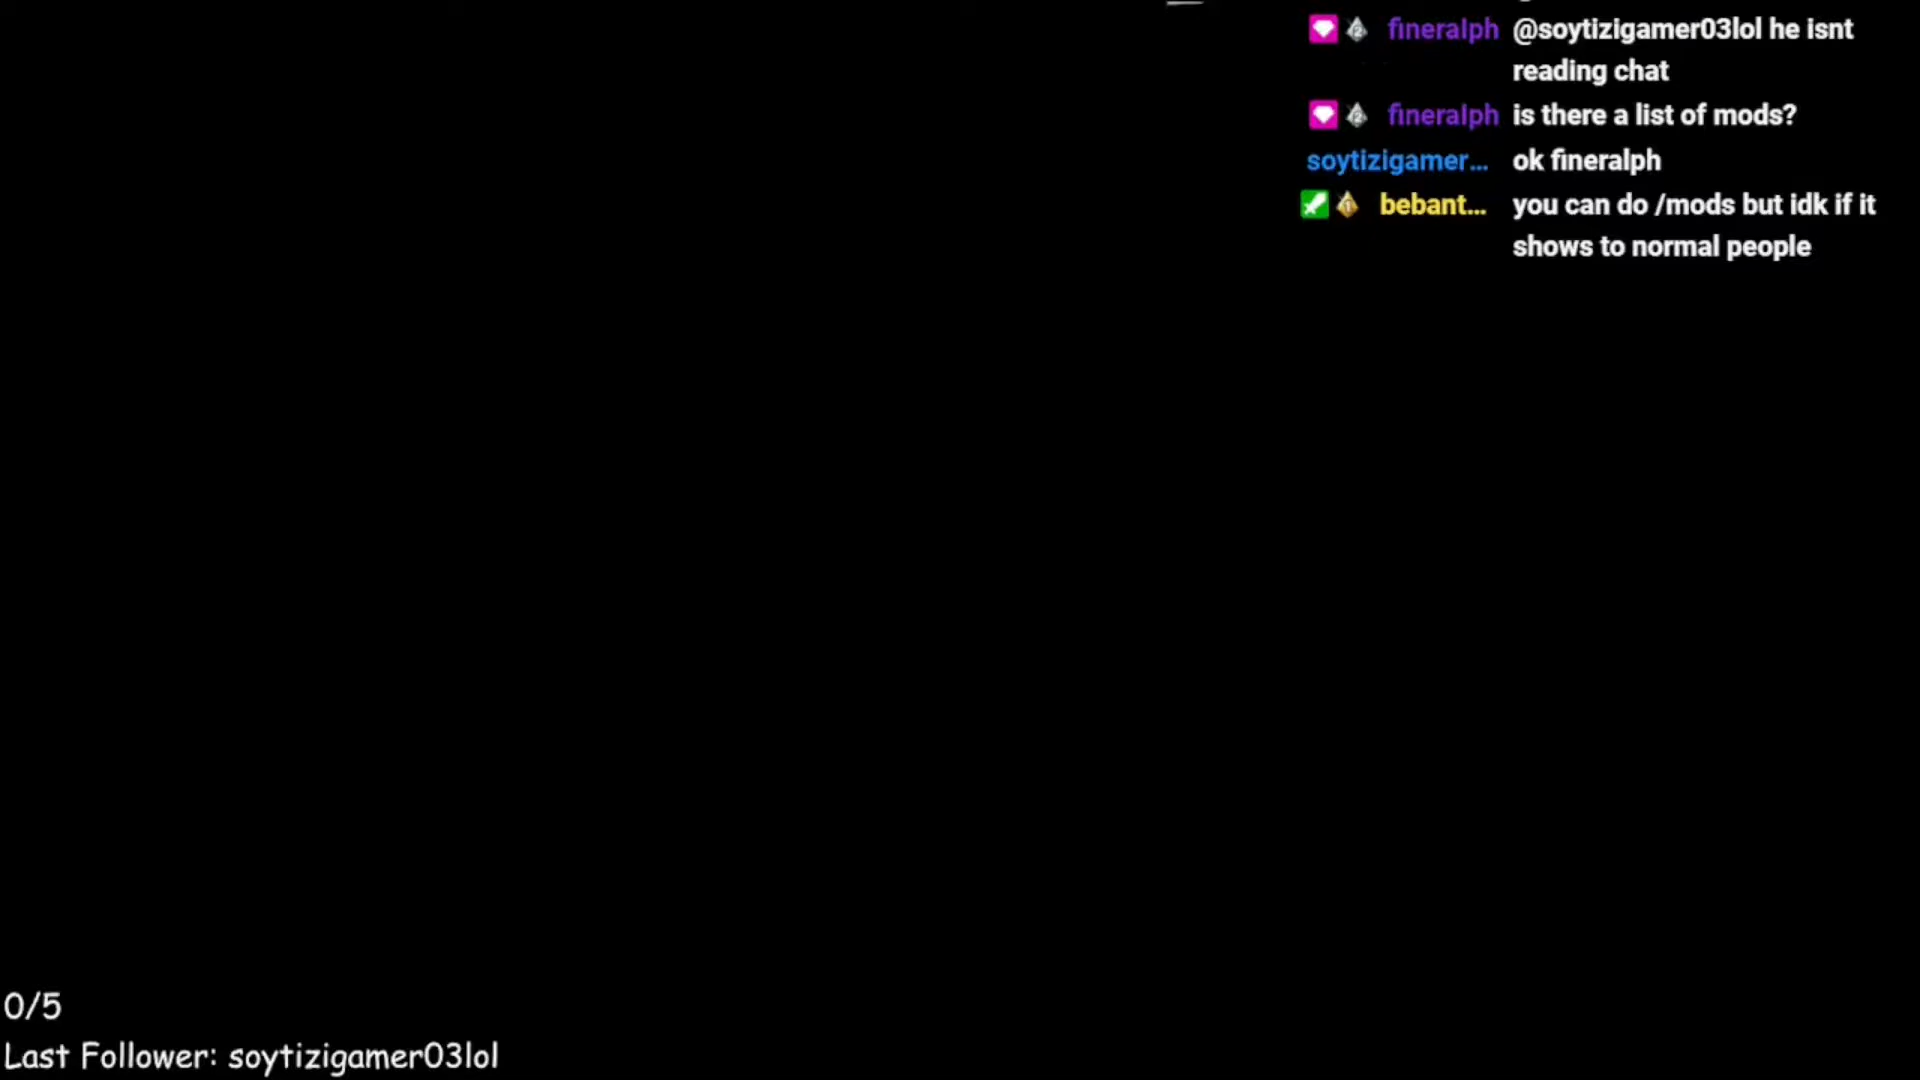 fineralph @soytizigamer03lol he isnt
reading chat
fineralph is there a list of mods?
soytizigamer... ok fineralph
bebant... you can do /mods but idk if it
shows to normal people
0/5
Last Follower: soytizigamer03lol